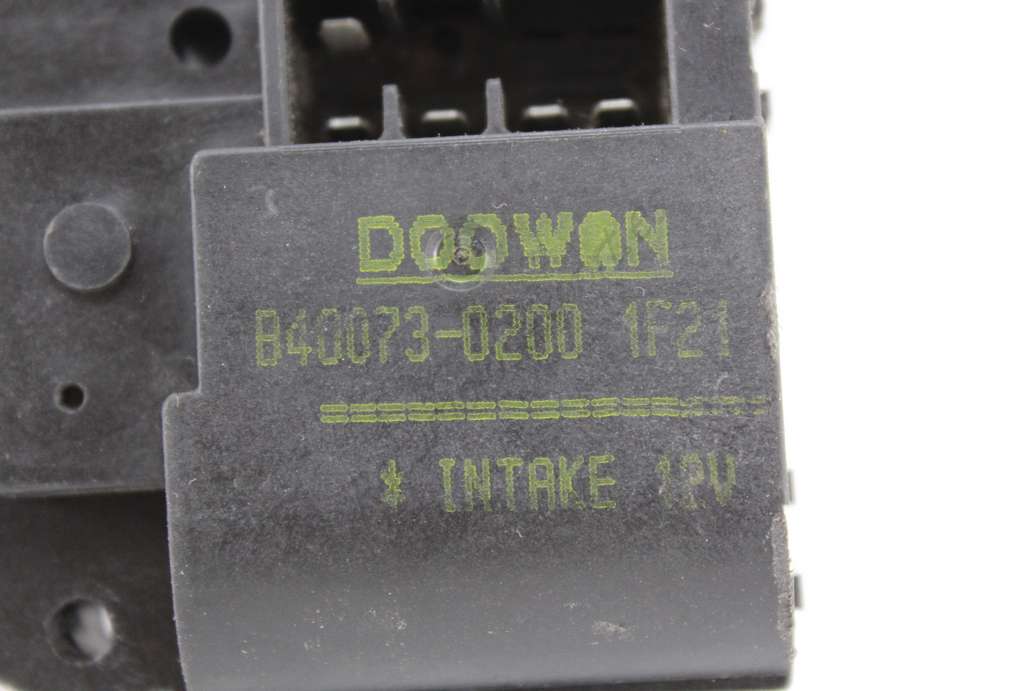 DOOWON
B40073-0200 1F21
===============
* INTAKE 12V